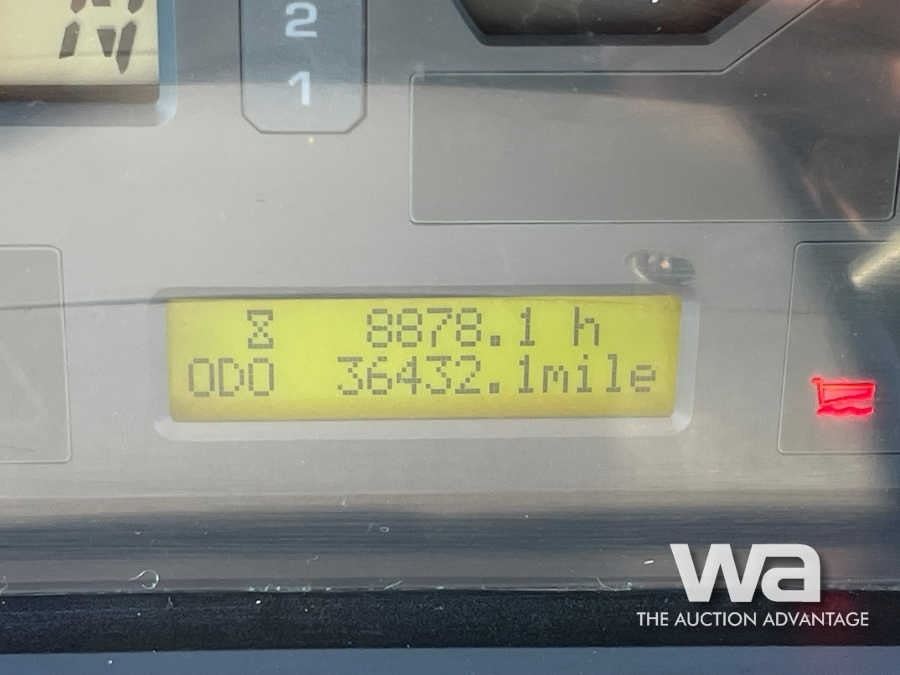 2
1
8878.1 h
ODO 36432.1mile
wa
THE AUCTION ADVANTAGE